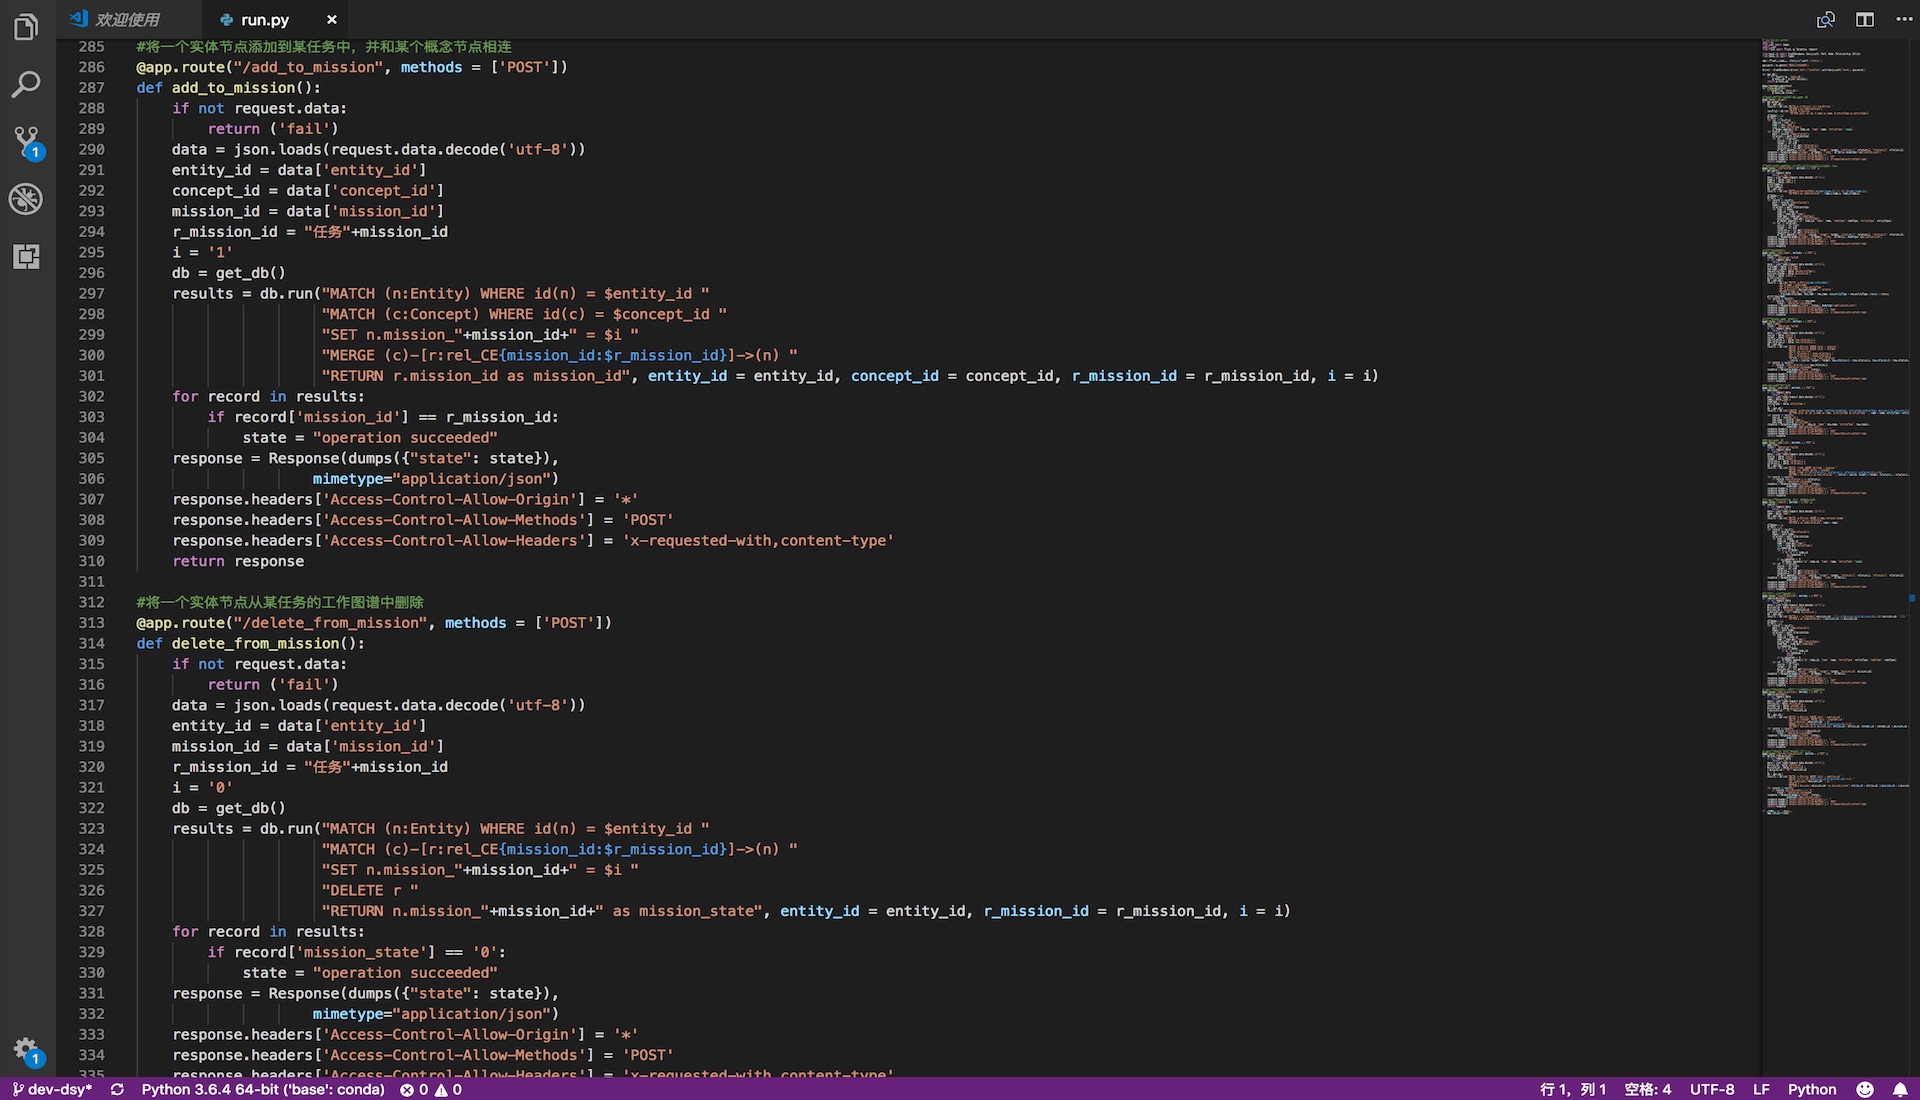 欢迎使用
run.py ×
285 #将一个实体节点添加到某任务中，并和某个概念节点相连
286 @app.route("/add_to_mission", methods = ['POST'])
287 def add_to_mission():
288     if not request.data:
289         return ('fail')
290     data = json.loads(request.data.decode('utf-8'))
291     entity_id = data['entity_id']
292     concept_id = data['concept_id']
293     mission_id = data['mission_id']
294     r_mission_id = "任务"+mission_id
295     i = '1'
296     db = get_db()
297     results = db.run("MATCH (n:Entity) WHERE id(n) = $entity_id "
298                      "MATCH (c:Concept) WHERE id(c) = $concept_id "
299                      "SET n.mission_"+mission_id+" = $i "
300                      "MERGE (c)-[r:rel_CE{mission_id:$r_mission_id}]->(n) "
301                      "RETURN r.mission_id as mission_id", entity_id = entity_id, concept_id = concept_id, r_mission_id = r_mission_id, i = i)
302     for record in results:
303         if record['mission_id'] == r_mission_id:
304             state = "operation succeeded"
305     response = Response(dumps({"state": state}),
306                     mimetype="application/json")
307     response.headers['Access-Control-Allow-Origin'] = '*'
308     response.headers['Access-Control-Allow-Methods'] = 'POST'
309     response.headers['Access-Control-Allow-Headers'] = 'x-requested-with,content-type'
310     return response
311
312 #将一个实体节点从某任务的工作图谱中删除
313 @app.route("/delete_from_mission", methods = ['POST'])
314 def delete_from_mission():
315     if not request.data:
316         return ('fail')
317     data = json.loads(request.data.decode('utf-8'))
318     entity_id = data['entity_id']
319     mission_id = data['mission_id']
320     r_mission_id = "任务"+mission_id
321     i = '0'
322     db = get_db()
323     results = db.run("MATCH (n:Entity) WHERE id(n) = $entity_id "
324                      "MATCH (c)-[r:rel_CE{mission_id:$r_mission_id}]->(n) "
325                      "SET n.mission_"+mission_id+" = $i "
326                      "DELETE r "
327                      "RETURN n.mission_"+mission_id+" as mission_state", entity_id = entity_id, r_mission_id = r_mission_id, i = i)
328     for record in results:
329         if record['mission_state'] == '0':
330             state = "operation succeeded"
331     response = Response(dumps({"state": state}),
332                     mimetype="application/json")
333     response.headers['Access-Control-Allow-Origin'] = '*'
334     response.headers['Access-Control-Allow-Methods'] = 'POST'
335     response.headers['Access-Control-Allow-Headers'] = 'x-requested-with,content-type'
1
1
dev-dsy* Python 3.6.4 64-bit ('base': conda) 0 0 行 1，列 1 空格: 4 UTF-8 LF Python